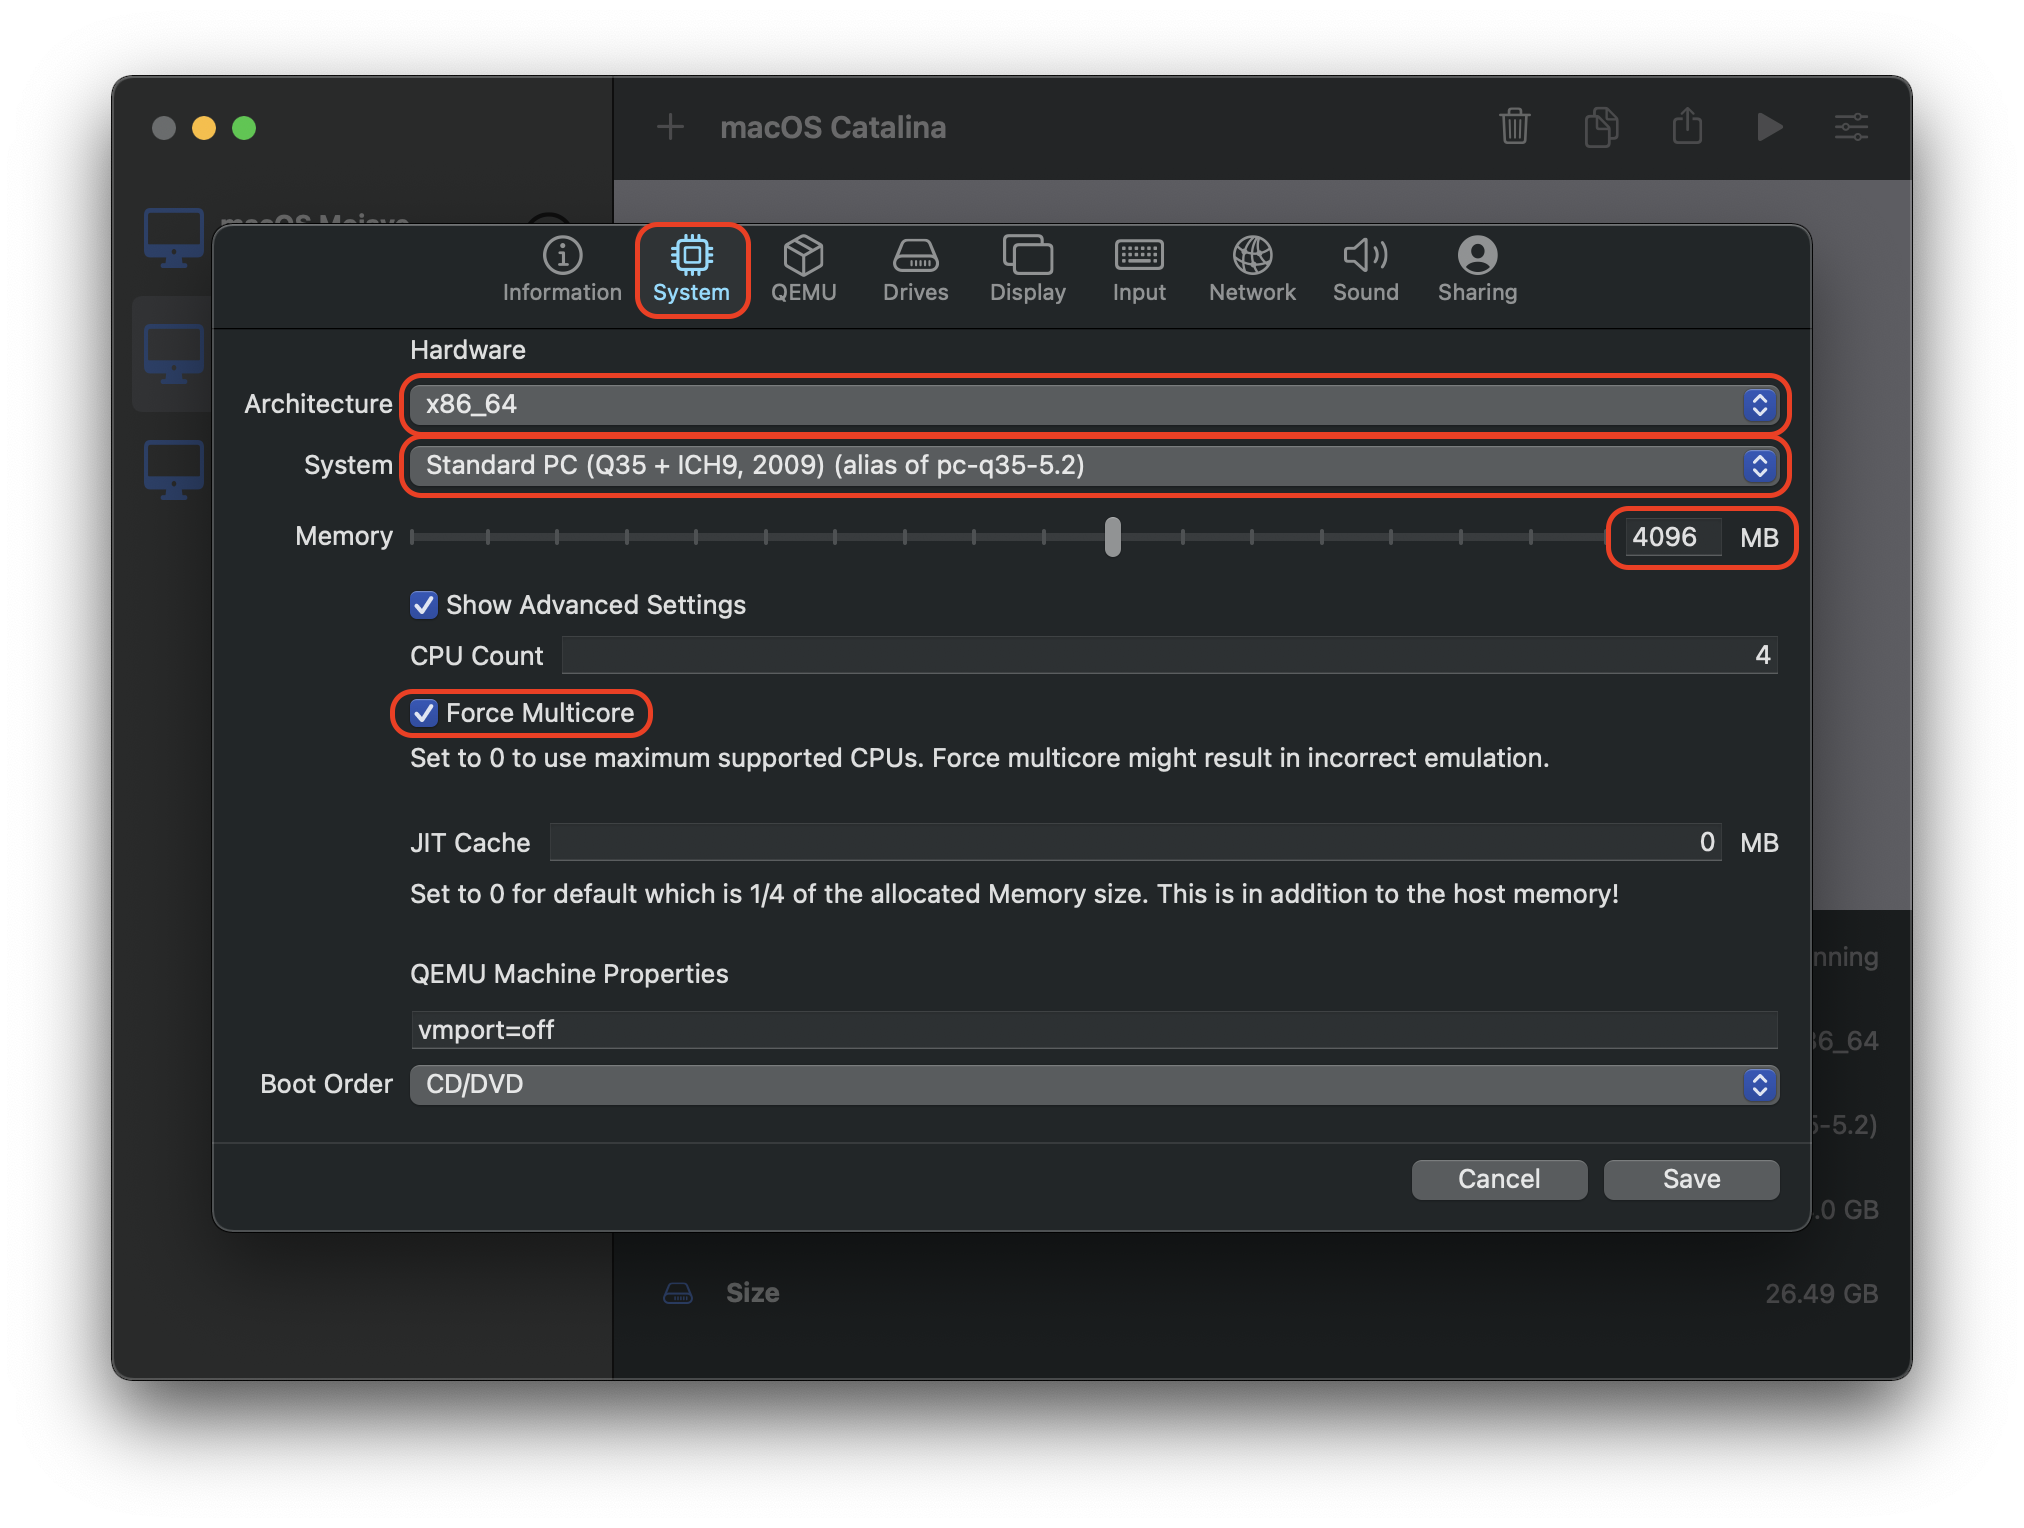 macOS Catalina
macOS Mojave
Information
System
QEMU
Drives
Display
Input
Network
Sound
Sharing
Hardware
Architecture x86_64
System Standard PC (Q35 + ICH9, 2009) (alias of pc-q35-5.2)
Memory 4096 MB
Show Advanced Settings
CPU Count 4
Force Multicore
Set to 0 to use maximum supported CPUs. Force multicore might result in incorrect emulation.
JIT Cache 0 MB
Set to 0 for default which is 1/4 of the allocated Memory size. This is in addition to the host memory!
QEMU Machine Properties
vmport=off
Boot Order CD/DVD
Cancel Save
nning
36_64
5-5.2)
.0 GB
Size 26.49 GB